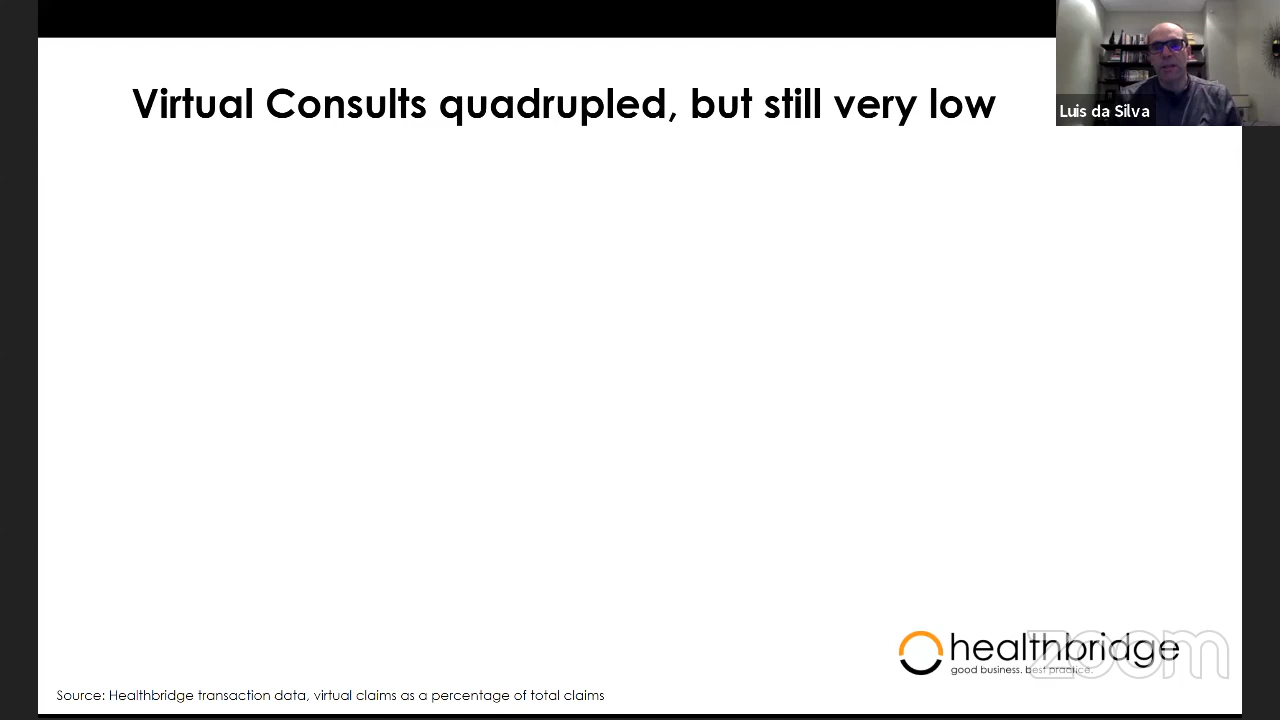 Virtual Consults quadrupled, but still very low
Luis da Silva
healthbridge
good business. best practice.
zoom
Source: Healthbridge transaction data, virtual claims as a percentage of total claims